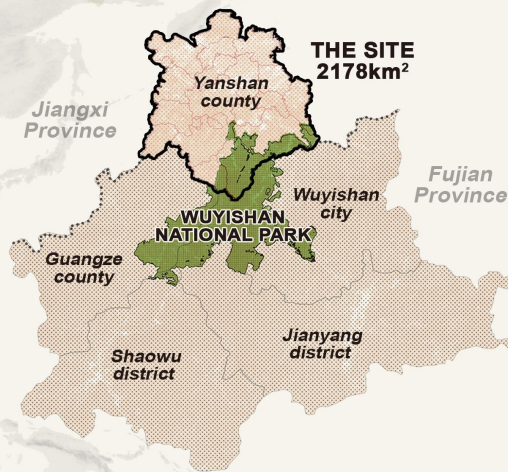 THE SITE
2178km²
Yanshan
county
Jiangxi
Province
Fujian
Province
Wuyishan
city
WUYISHAN
NATIONAL PARK
Guangze
county
Jianyang
district
Shaowu
district